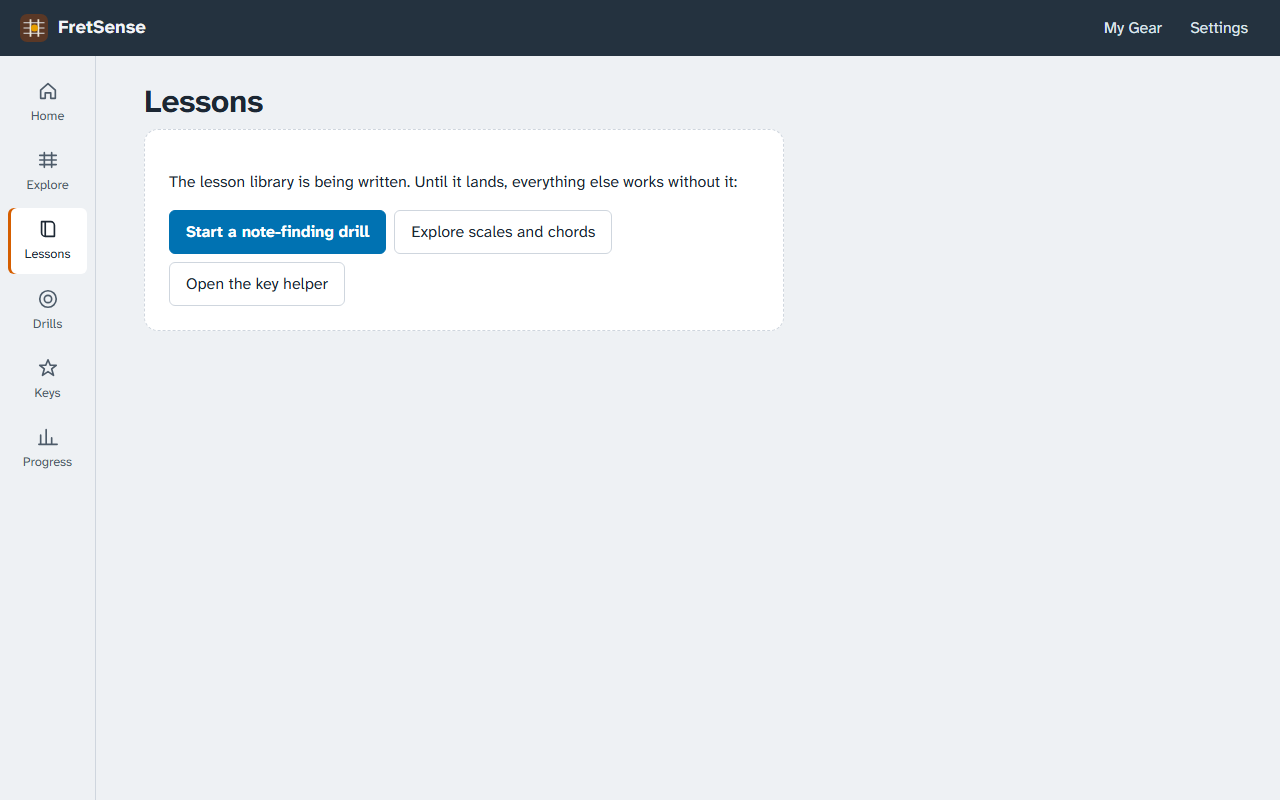 FretSense
My Gear
Settings
Home
Explore
Lessons
Drills
Keys
Progress
Lessons
The lesson library is being written. Until it lands, everything else works without it:
Start a note-finding drill
Explore scales and chords
Open the key helper